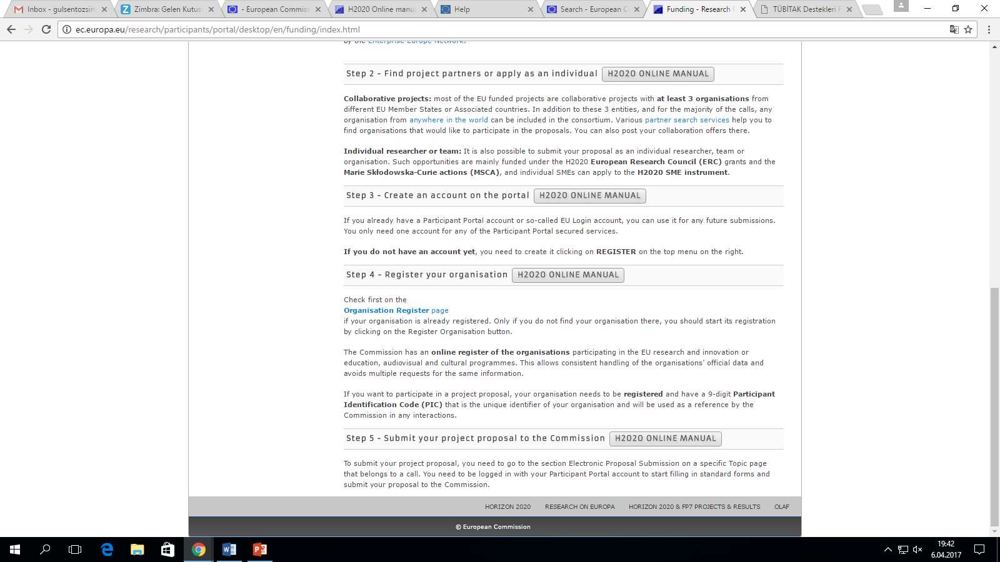 Inbox - gulsentozsin
Zimbra: Gelen Kutusu
- European Commiss
H2020 Online manu
Help
Search - European C
Funding - Research P
TÜBİTAK Destekleri F
ec.europa.eu/research/participants/portal/desktop/en/funding/index.html
by the Enterprise Europe Network.
Step 2 - Find project partners or apply as an individual H2020 ONLINE MANUAL
Collaborative projects: most of the EU funded projects are collaborative projects with at least 3 organisations from
different EU Member States or Associated countries. In addition to these 3 entities, and for the majority of the calls, any
organisation from anywhere in the world can be included in the consortium. Various partner search services help you to
find organisations that would like to participate in the proposals. You can also post your collaboration offers there.
Individual researcher or team: It is also possible to submit your proposal as an individual researcher, team or
organisation. Such opportunities are mainly funded under the H2020 European Research Council (ERC) grants and the
Marie Skłodowska-Curie actions (MSCA), and individual SMEs can apply to the H2020 SME instrument.
Step 3 - Create an account on the portal H2020 ONLINE MANUAL
If you already have a Participant Portal account or so-called EU Login account, you can use it for any future submissions.
You only need one account for any of the Participant Portal secured services.
If you do not have an account yet, you need to create it clicking on REGISTER on the top menu on the right.
Step 4 - Register your organisation H2020 ONLINE MANUAL
Check first on the
Organisation Register page
if your organisation is already registered. Only if you do not find your organisation there, you should start its registration
by clicking on the Register Organisation button.
The Commission has an online register of the organisations participating in the EU research and innovation or
education, audiovisual and cultural programmes. This allows consistent handling of the organisations’ official data and
avoids multiple requests for the same information.
If you want to participate in a project proposal, your organisation needs to be registered and have a 9-digit Participant
Identification Code (PIC) that is the unique identifier of your organisation and will be used as a reference by the
Commission in any interactions.
Step 5 - Submit your project proposal to the Commission H2020 ONLINE MANUAL
To submit your project proposal, you need to go to the section Electronic Proposal Submission on a specific Topic page
that belongs to a call. You need to be logged in with your Participant Portal account to start filling in standard forms and
submit your proposal to the Commission.
HORIZON 2020 RESEARCH ON EUROPA HORIZON 2020 & FP7 PROJECTS & RESULTS OLAF
© European Commission
19:42
6.04.2017